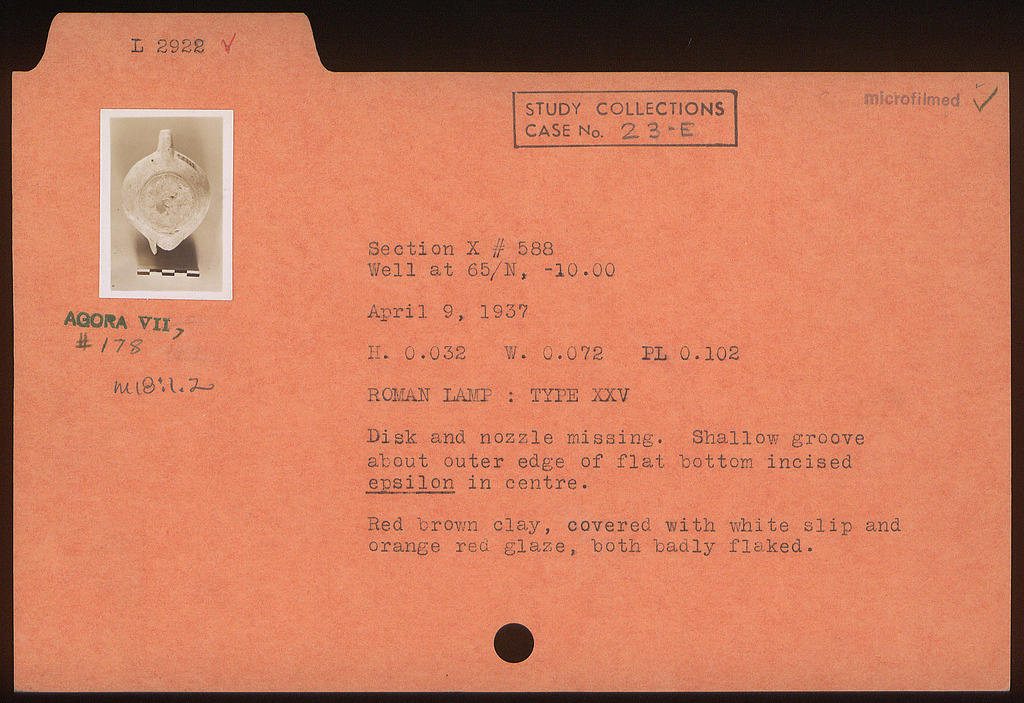 L 2922 ✓
microfilmed ✓
STUDY COLLECTIONS
CASE No. 23-E
AGORA VII,
# 178
M18:1.2
Section X # 588
Well at 65/N, -10.00
April 9, 1937
H. 0.032 W. 0.072 PL 0.102
ROMAN LAMP : TYPE XXV
Disk and nozzle missing. Shallow groove
about outer edge of flat bottom incised
epsilon in centre.
Red brown clay, covered with white slip and
orange red glaze, both badly flaked.